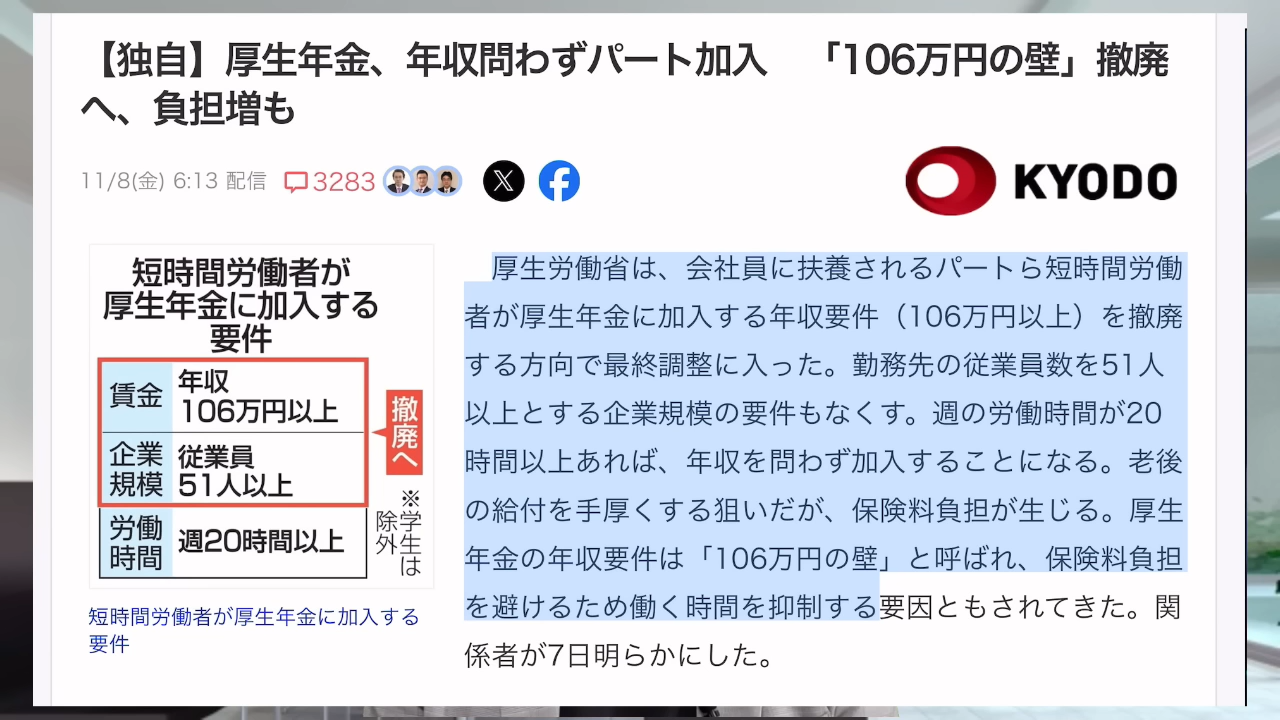 【独自】厚生年金、年収問わずパート加入　「106万円の壁」撤廃
へ、負担増も
11/8(金) 6:13 配信
3283
KYODO
短時間労働者が
厚生年金に加入する
要件
賃金
年収
106万円以上
企業
規模
従業員
51人以上
労働
時間
週20時間以上
撤廃へ
※学生は
除外
短時間労働者が厚生年金に加入する
要件
厚生労働省は、会社員に扶養されるパートら短時間労働
者が厚生年金に加入する年収要件（106万円以上）を撤廃
する方向で最終調整に入った。勤務先の従業員数を51人
以上とする企業規模の要件もなくす。週の労働時間が20
時間以上あれば、年収を問わず加入することになる。老後
の給付を手厚くする狙いだが、保険料負担が生じる。厚生
年金の年収要件は「106万円の壁」と呼ばれ、保険料負担
を避けるため働く時間を抑制する要因ともされてきた。関
係者が7日明らかにした。